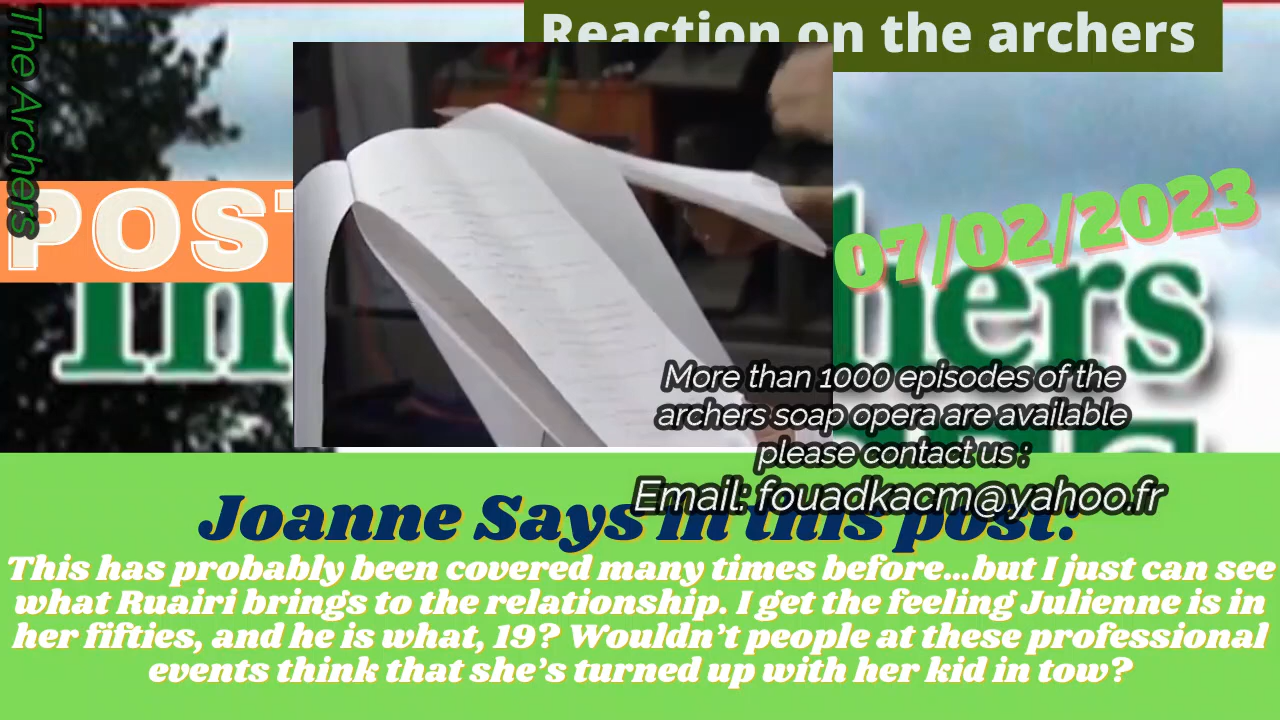 The Archers
Reaction on the archers
POST
07/02/2023
The
hers
More than 1000 episodes of the
archers soap opera are available
please contact us :
Email: fouadkacm@yahoo.fr
Joanne Says in this post:
This has probably been covered many times before...but I just can see
what Ruairi brings to the relationship. I get the feeling Julienne is in
her fifties, and he is what, 19? Wouldn’t people at these professional
events think that she’s turned up with her kid in tow?